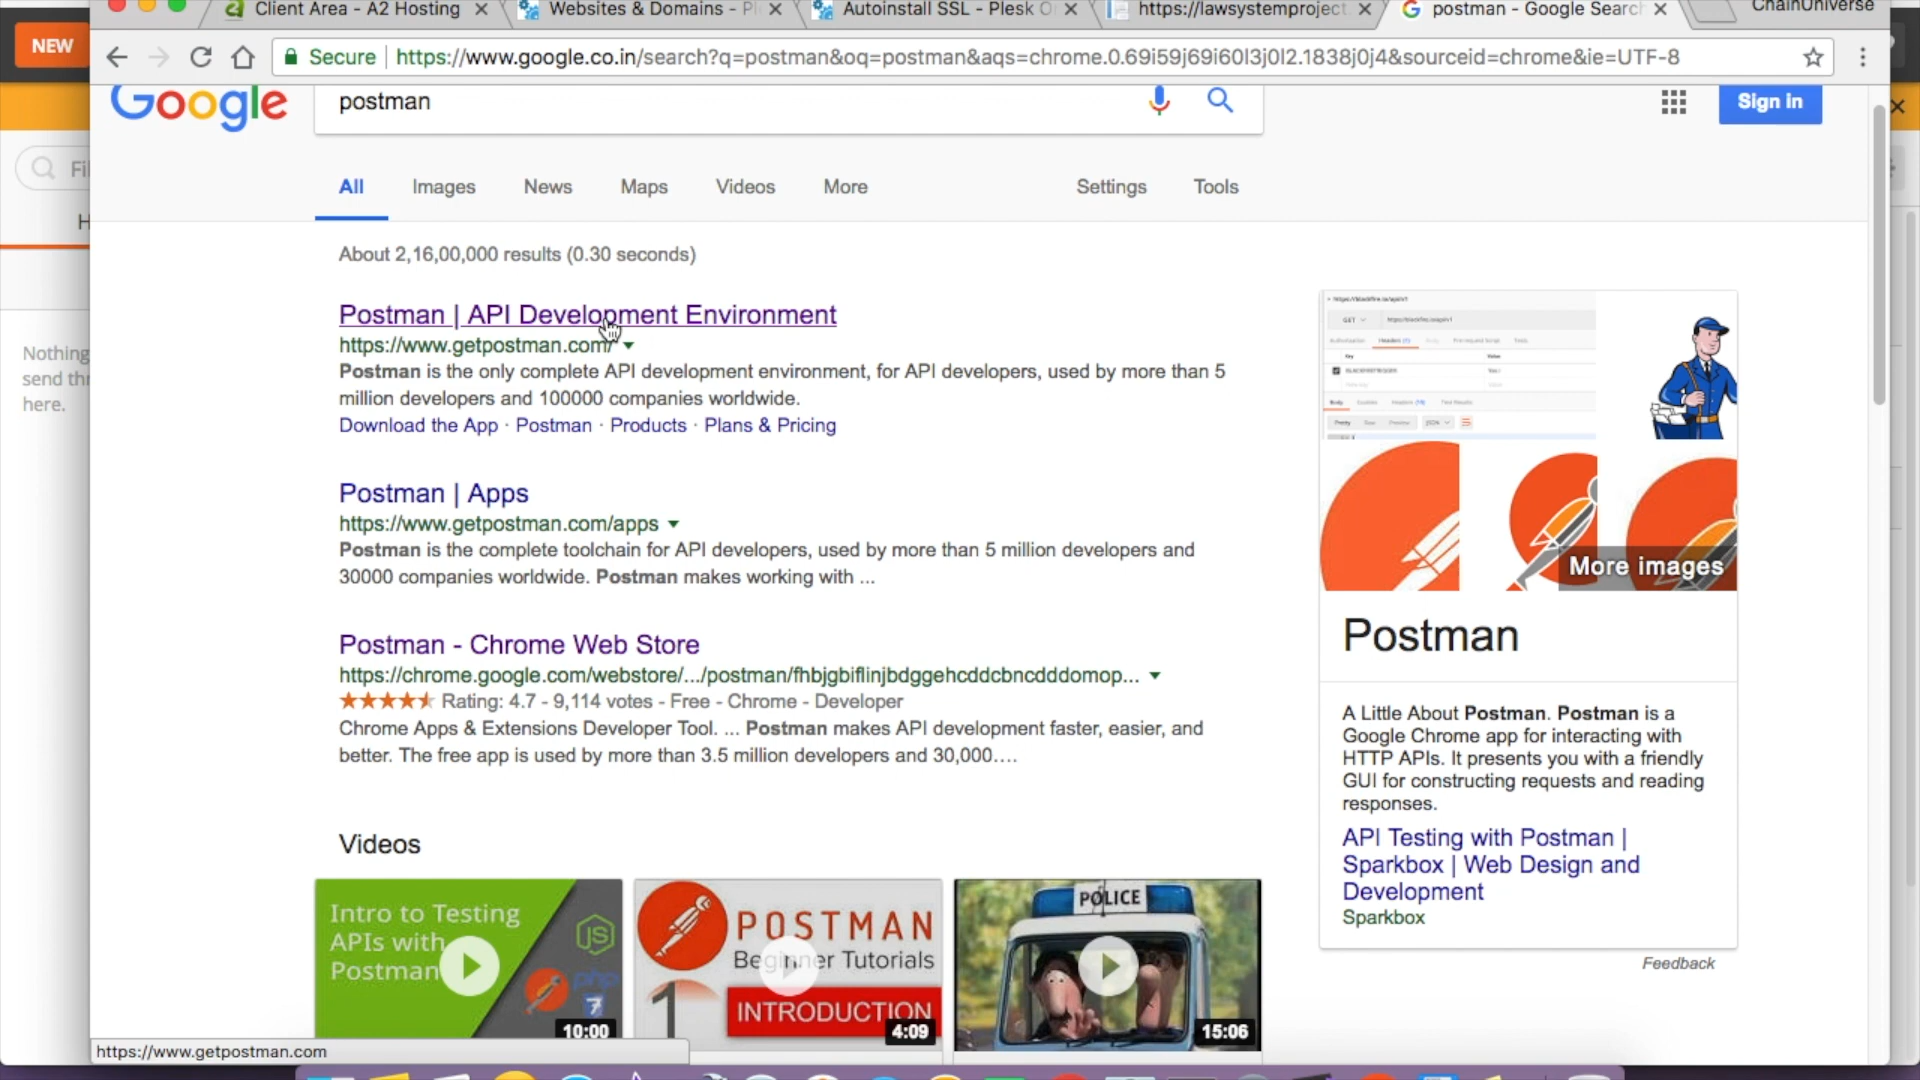 Client Area - A2 Hosting
Websites & Domains - Pl
Autoinstall SSL - Plesk O
https://lawsystemproject.
postman - Google Search
ChainUniverse
NEW
Secure
https://www.google.co.in/search?q=postman&oq=postman&aqs=chrome.0.69i59j69i60l3j0l2.1838j0j4&sourceid=chrome&ie=UTF-8
Google
postman
Sign in
Fil
H
All
Images
News
Maps
Videos
More
Settings
Tools
About 2,16,00,000 results (0.30 seconds)
Nothing
send thr
here.
Postman | API Development Environment
https://www.getpostman.com/
Postman is the only complete API development environment, for API developers, used by more than 5
million developers and 100000 companies worldwide.
Download the App · Postman · Products · Plans & Pricing
Postman | Apps
https://www.getpostman.com/apps
Postman is the complete toolchain for API developers, used by more than 5 million developers and
30000 companies worldwide. Postman makes working with ...
Postman - Chrome Web Store
https://chrome.google.com/webstore/.../postman/fhbjgbiflinjbdggehcddcbncdddomop...
Rating: 4.7 - 9,114 votes - Free - Chrome - Developer
Chrome Apps & Extensions Developer Tool. ... Postman makes API development faster, easier, and
better. The free app is used by more than 3.5 million developers and 30,000....
Videos
Intro to Testing
APIs with
Postman
JS
php
7
10:00
POSTMAN
Beginner Tutorials
1
INTRODUCTION
4:09
POLICE
15:06
GET
Body
JSON
More images
Postman
A Little About Postman. Postman is a
Google Chrome app for interacting with
HTTP APIs. It presents you with a friendly
GUI for constructing requests and reading
responses.
API Testing with Postman |
Sparkbox | Web Design and
Development
Sparkbox
Feedback
https://www.getpostman.com